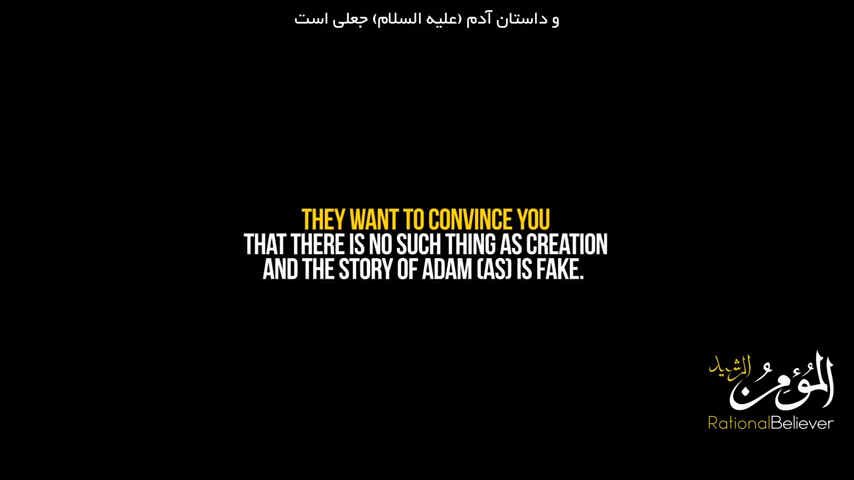 و داستان آدم (علیه السلام) جعلی است
THEY WANT TO CONVINCE YOU
THAT THERE IS NO SUCH THING AS CREATION
AND THE STORY OF ADAM (AS) IS FAKE.
المؤمنُ الرشيد
RationalBeliever